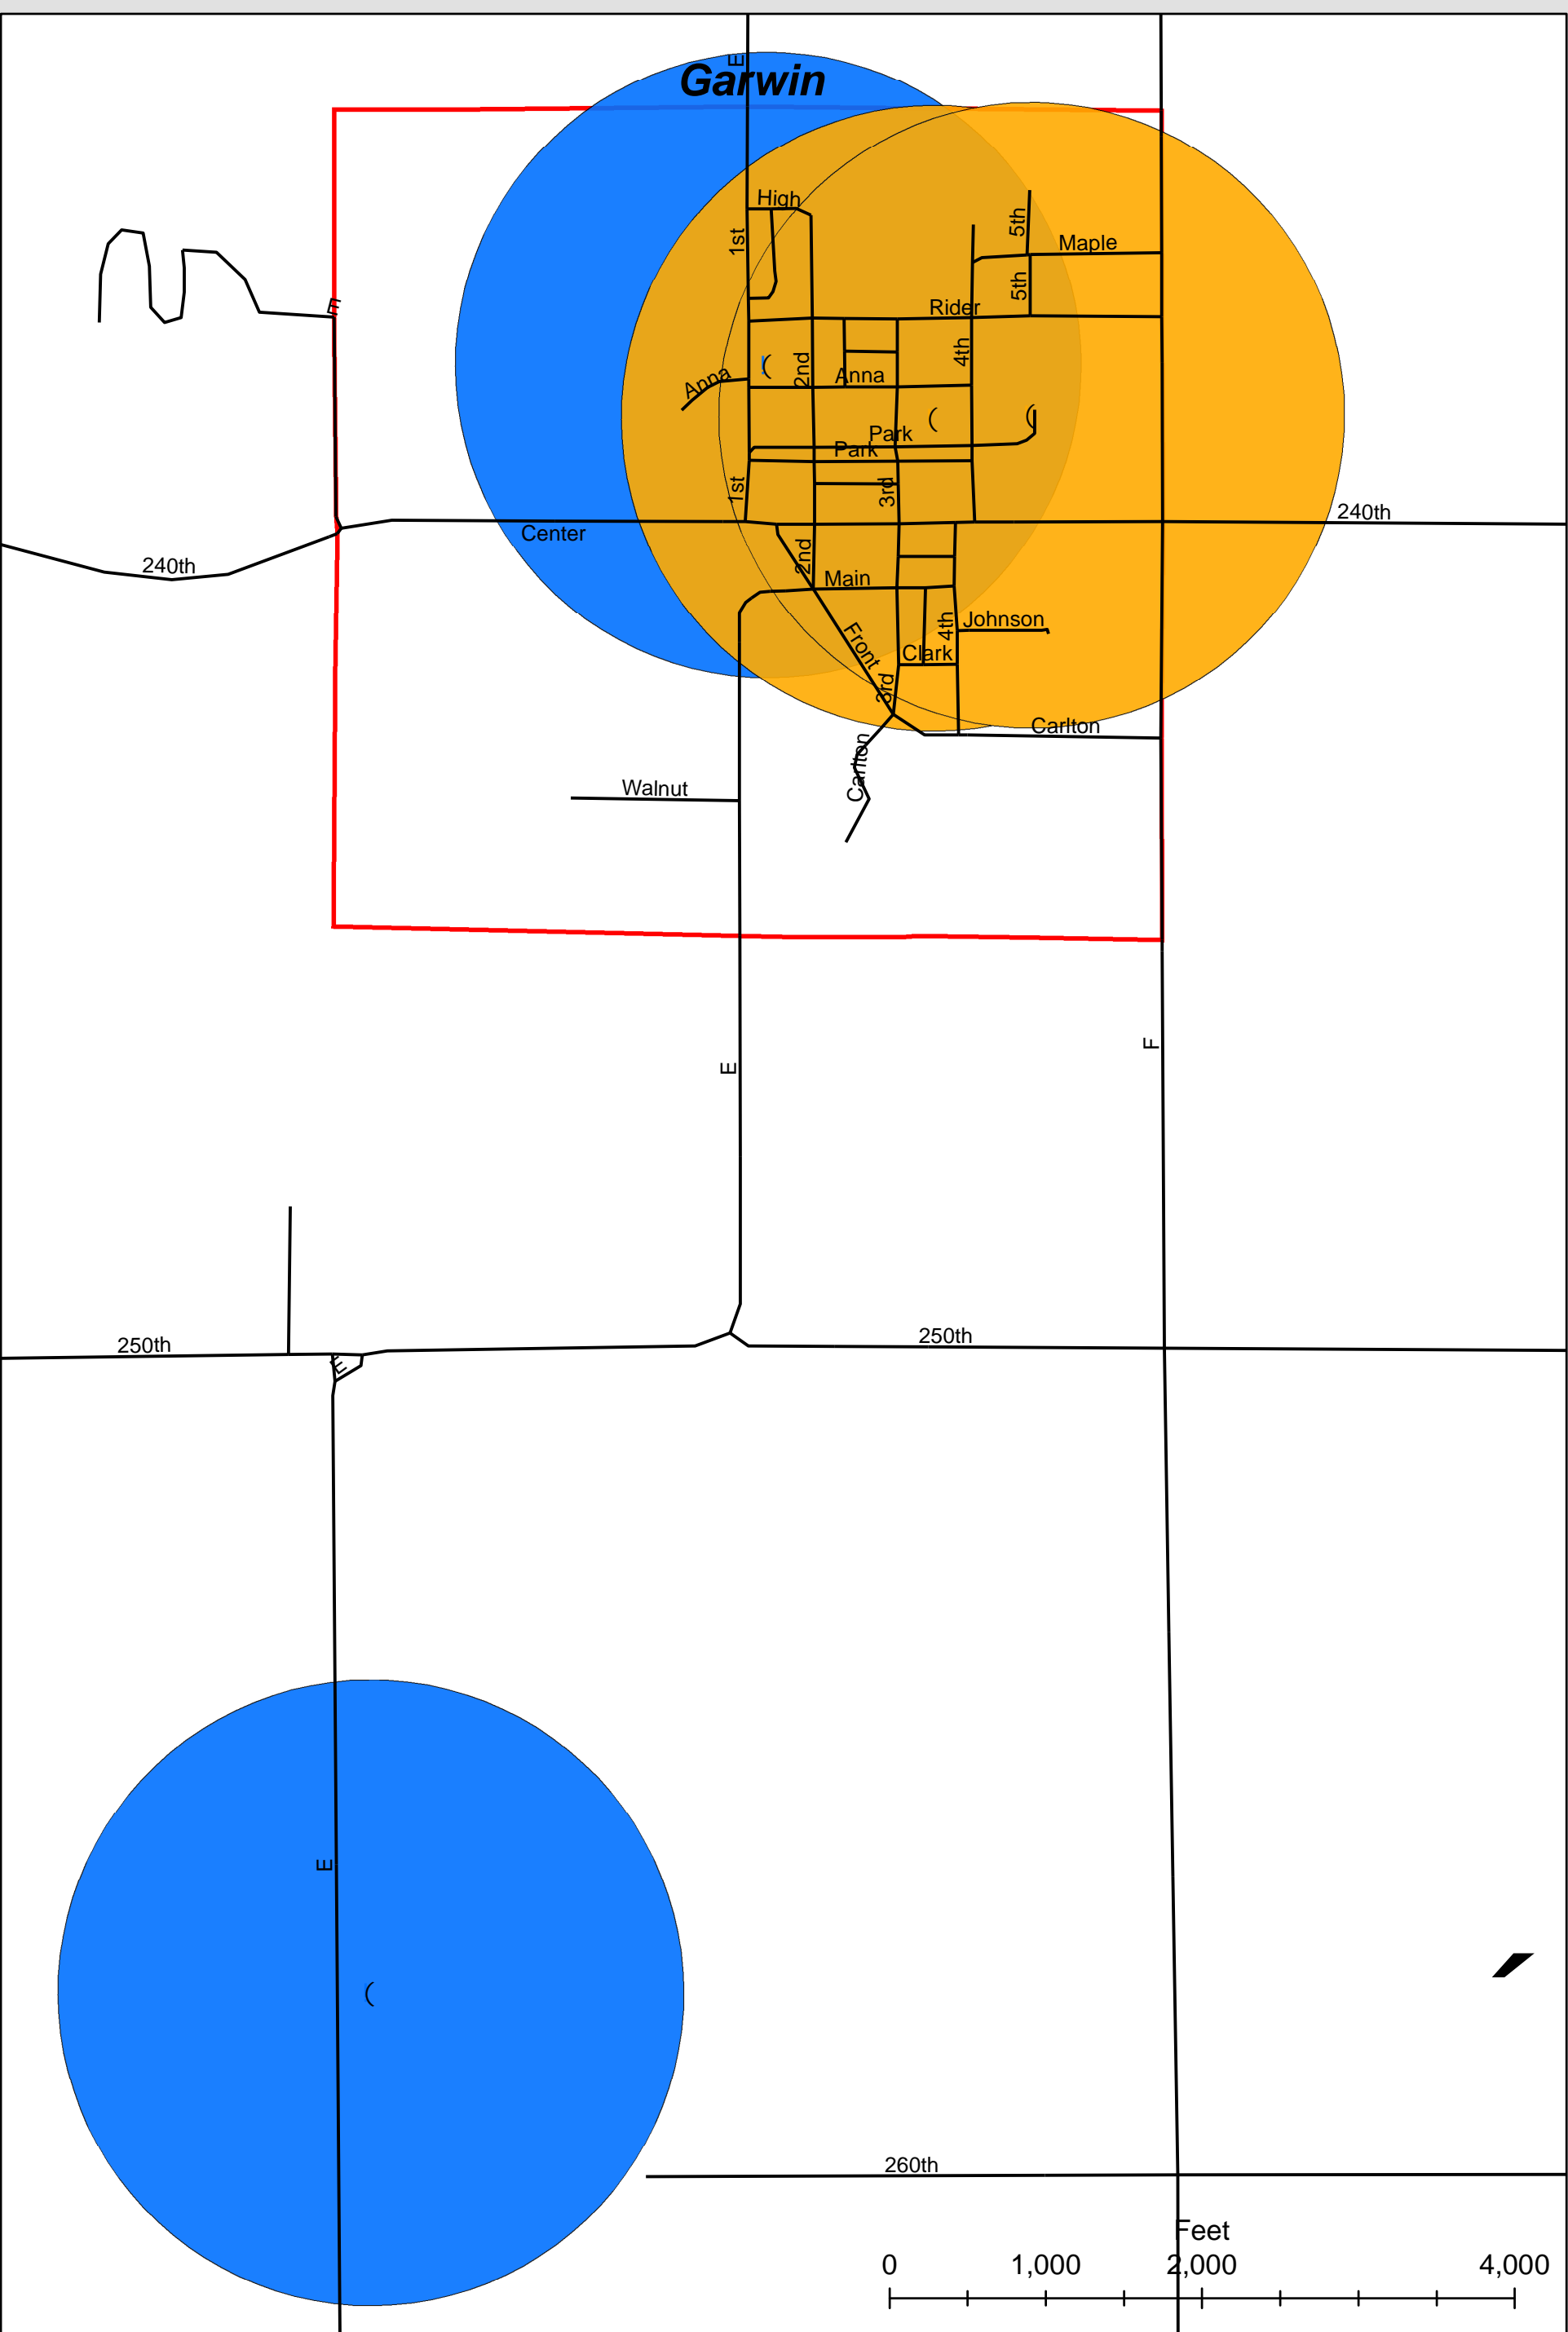 E
Garwin
High
1st
5th
Maple
5th
E
Rider
4th
2nd
Anna
Anna
Park
Park
1st
3rd
240th
Center
2nd
240th
Main
Front
4th
Johnson
Clark
3rd
Carlton
Carlton
Walnut
F
E
250th
250th
E
E
260th
Feet
0 1,000 2,000 4,000